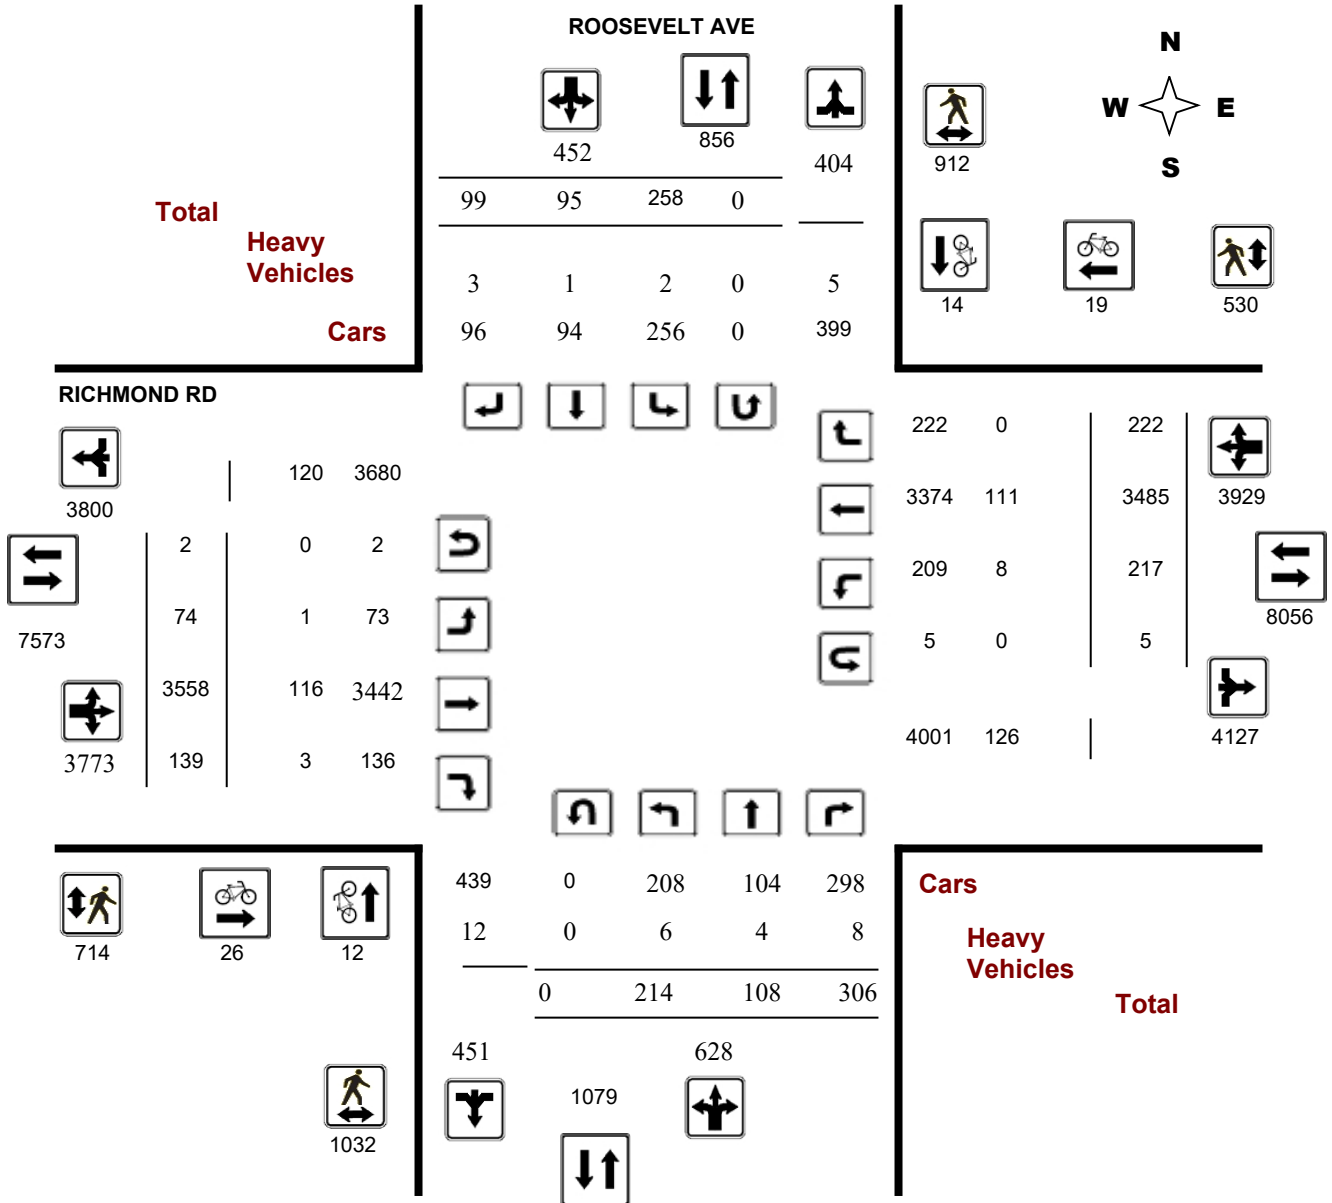 ROOSEVELT AVE
N
W E
S
452
856
404
912
99 95 258 0
Total
Heavy
Vehicles
3 1 2 0 5
14 19 530
Cars
96 94 256 0 399
RICHMOND RD
222 0 222
120 3680
3800
3374 111 3485 3929
2 0 2
209 8 217
74 1 73
8056
7573
5 0 5
3558 116 3442
4001 126 4127
3773 139 3 136
439 0 208 104 298 Cars
12 0 6 4 8 Heavy
Vehicles
714 26 12
0 214 108 306 Total
451 628
1079
1032